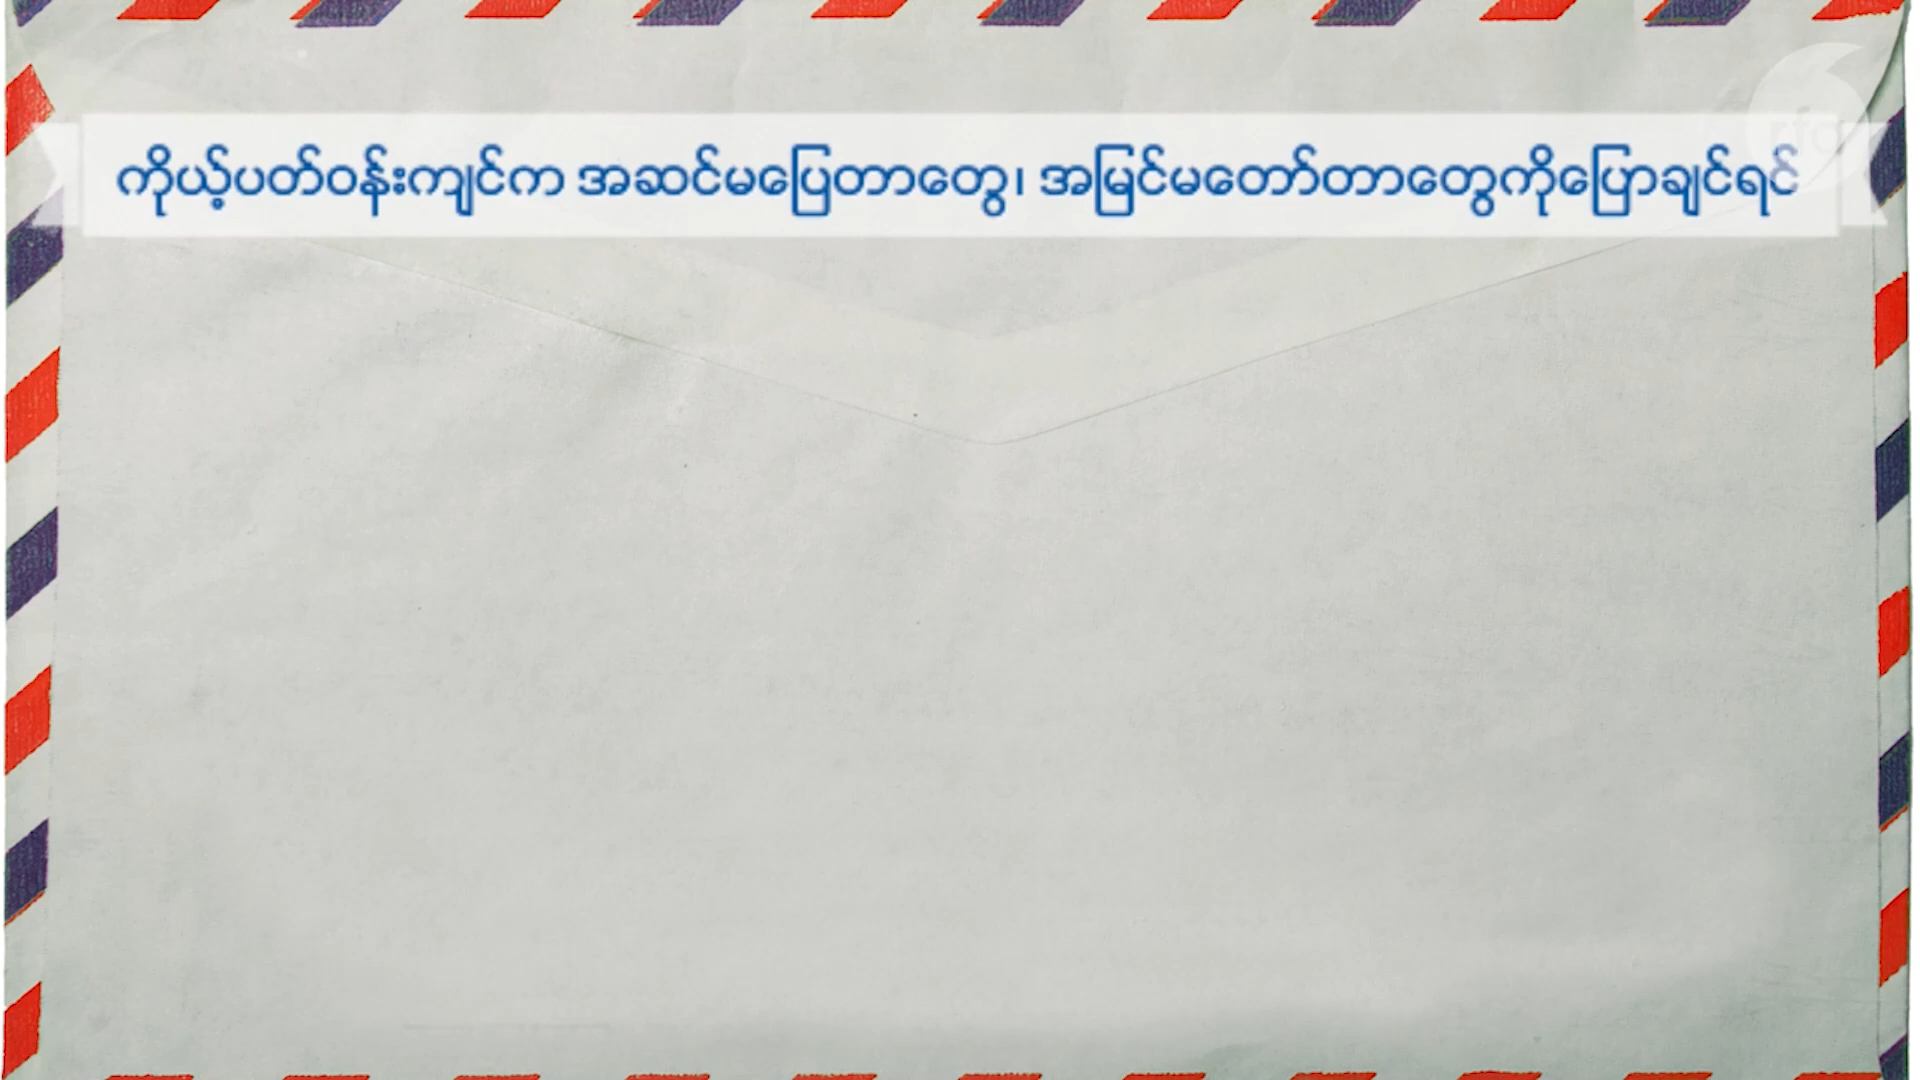 ကိုယ့်ပတ်ဝန်းကျင်က အဆင်မပြေတာတွေ၊ အမြင်မတော်တာတွေကိုပြောချင်ရင်
rfa